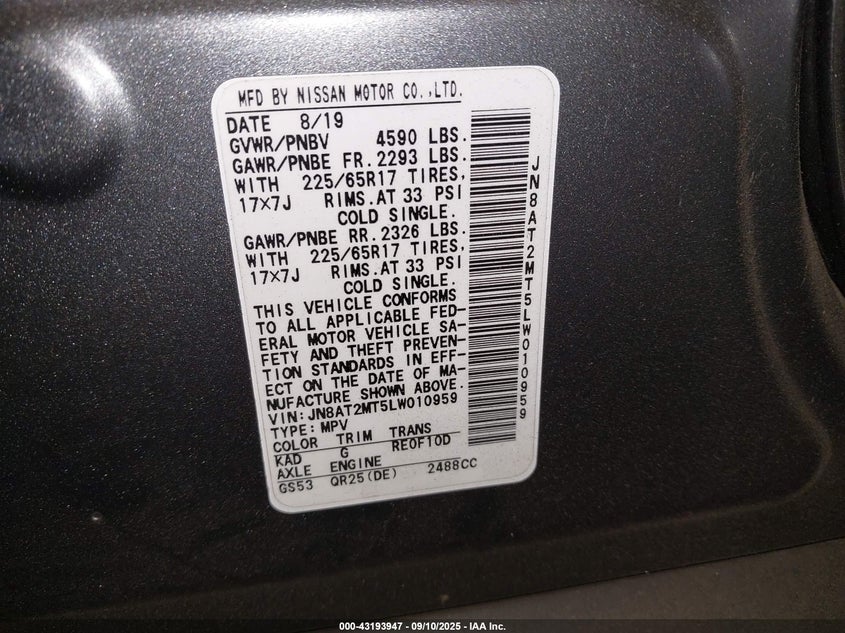 MFD BY NISSAN MOTOR CO.,LTD.
DATE 8/19
GVWR/PNBV 4590 LBS.
GAWR/PNBE FR. 2293 LBS.
WITH 225/65R17 TIRES,
17×7J RIMS.AT 33 PSI
COLD SINGLE.
GAWR/PNBE RR. 2326 LBS.
WITH 225/65R17 TIRES,
17×7J RIMS.AT 33 PSI
COLD SINGLE.
THIS VEHICLE CONFORMS
TO ALL APPLICABLE FED-
ERAL MOTOR VEHICLE SA-
FETY AND THEFT PREVEN-
TION STANDARDS IN EFF-
ECT ON THE DATE OF MA-
NUFACTURE SHOWN ABOVE.
VIN: JN8AT2MT5LW010959
TYPE: MPV
COLOR TRIM TRANS
KAD G RE0F10D
AXLE ENGINE
GS53 QR25(DE) 2488CC
JN8AT2MT5LW010959
000-43193947 - 09/10/2025 - IAA Inc.